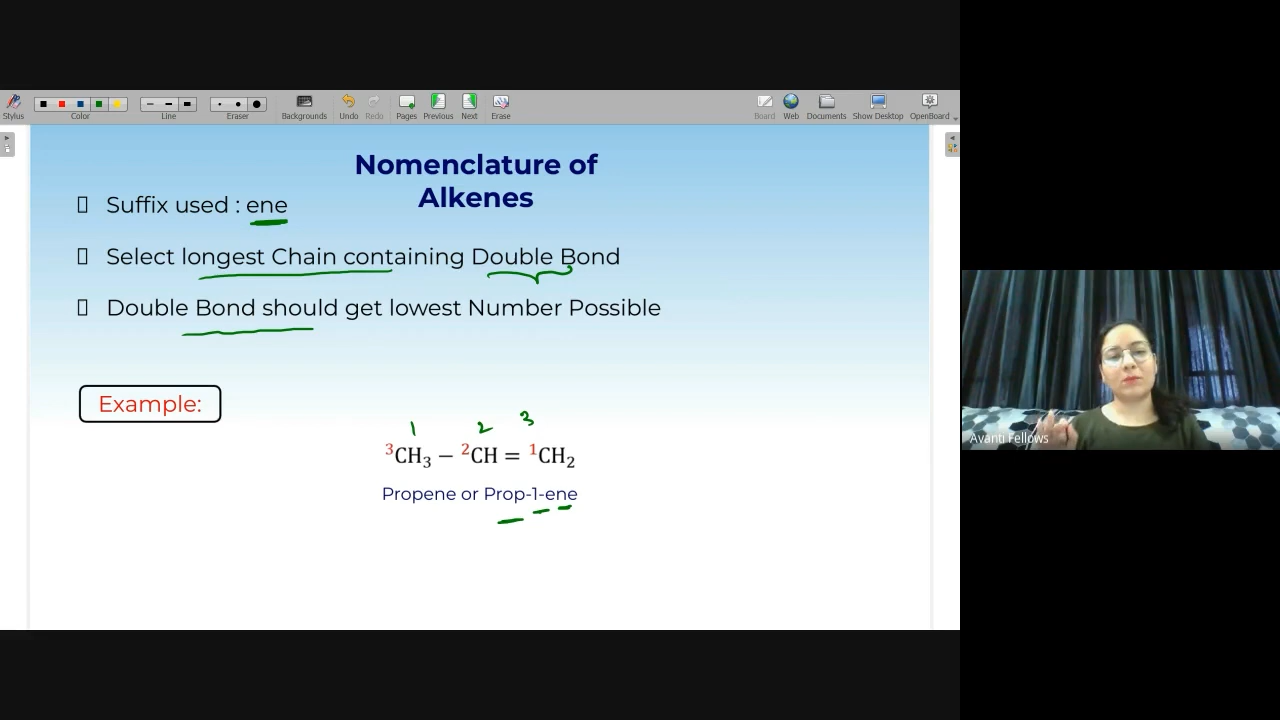 Stylus
Color
Line
Eraser
Backgrounds
Undo
Redo
Pages
Previous
Next
Erase
Board
Web
Documents
Show Desktop
OpenBoard
Nomenclature of
Alkenes
Suffix used : ene
Select longest Chain containing Double Bond
Double Bond should get lowest Number Possible
Example:
1 2 3
³CH₃ − ²CH = ¹CH₂
Propene or Prop-1-ene
Avanti Fellows